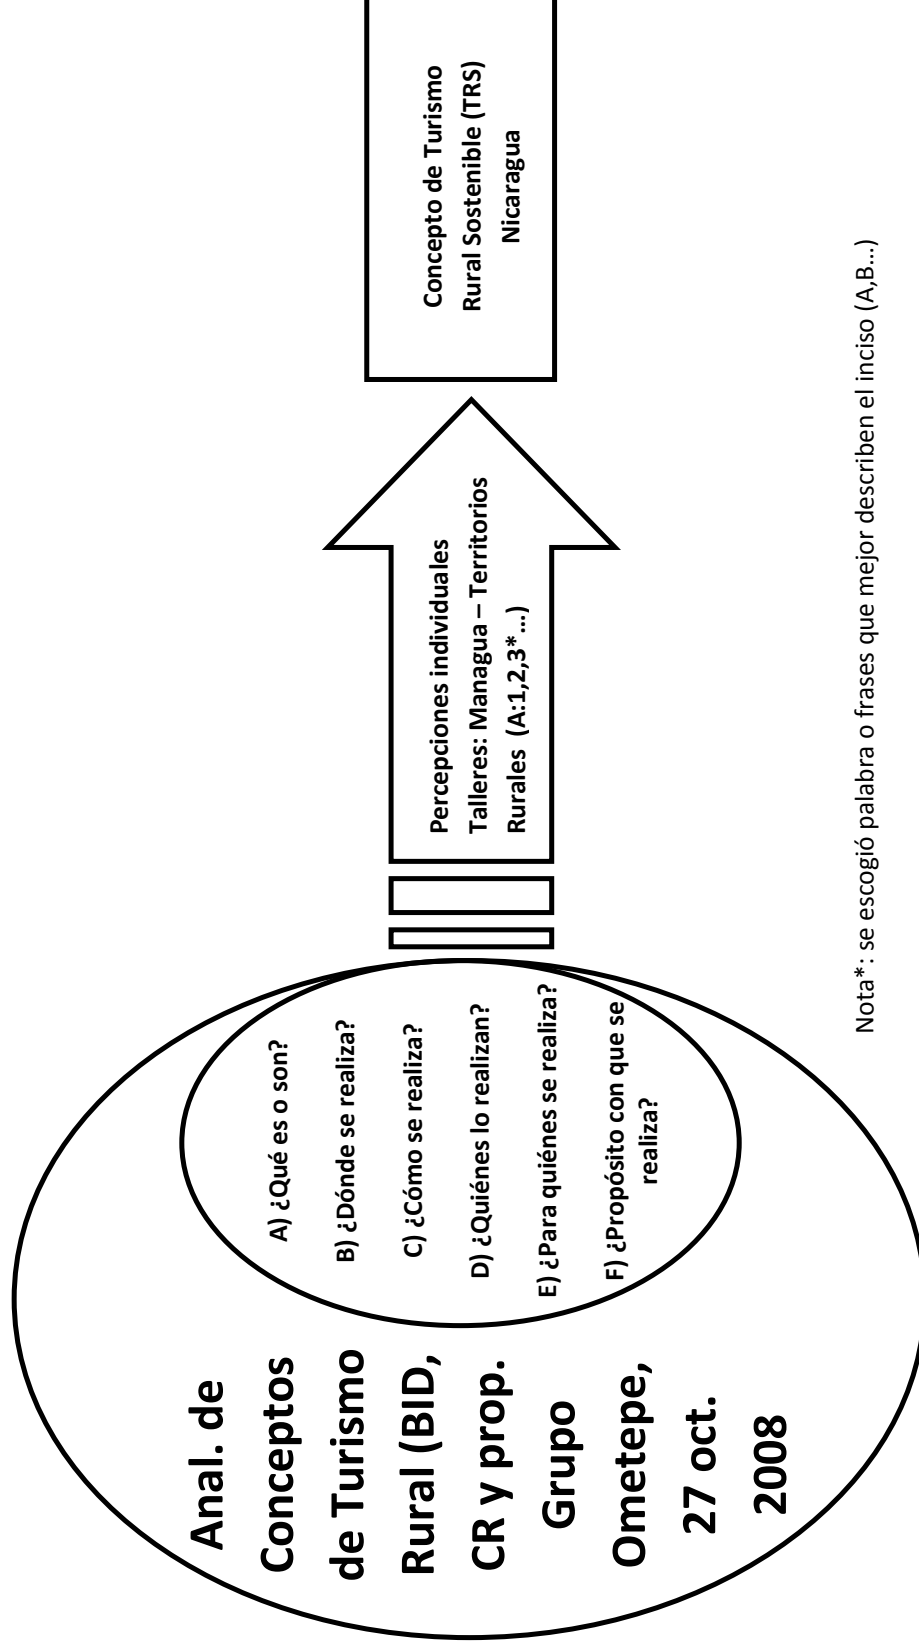 Anal. de
Conceptos
de Turismo
Rural (BID,
CR y prop.
Grupo
Ometepe,
27 oct.
2008
A) ¿Qué es o son?
B) ¿Dónde se realiza?
C) ¿Cómo se realiza?
D) ¿Quiénes lo realizan?
E) ¿Para quiénes se realiza?
F) ¿Propósito con que se
realiza?
Percepciones individuales
Talleres: Managua – Territorios
Rurales (A:1,2,3*...)
Concepto de Turismo
Rural Sostenible (TRS)
Nicaragua
Nota*: se escogió palabra o frases que mejor describen el inciso (A,B...)